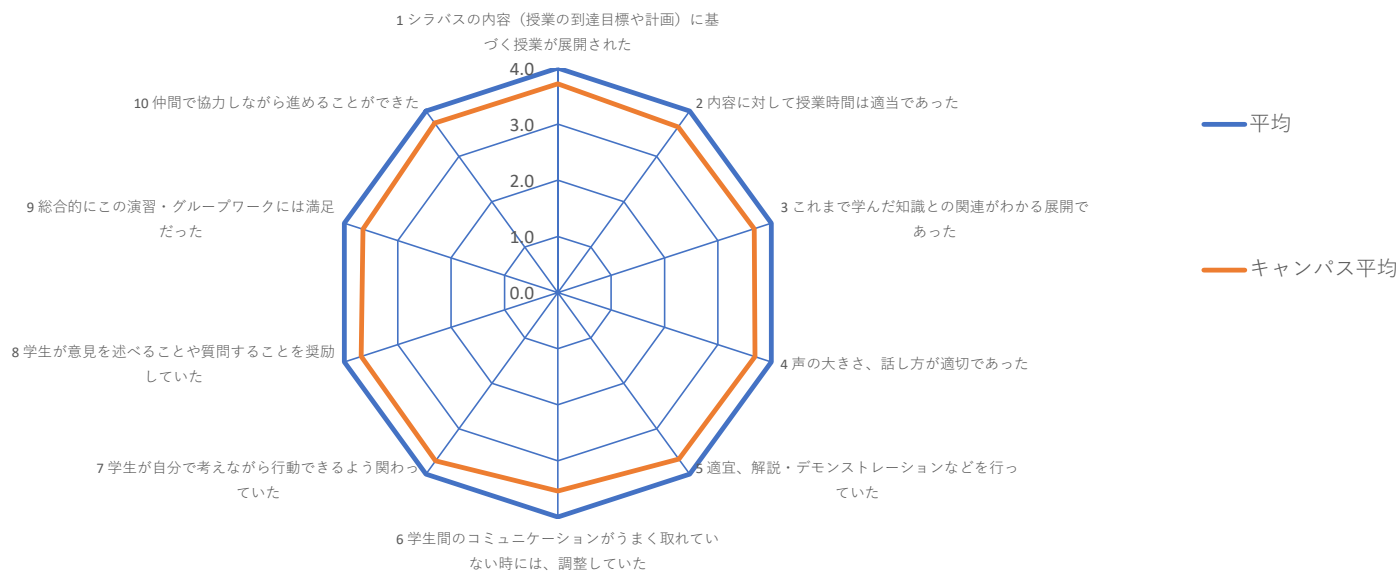 1 シラバスの内容（授業の到達目標や計画）に基
づく授業が展開された
4.0
3.0
2.0
1.0
0.0
2 内容に対して授業時間は適当であった
3 これまで学んだ知識との関連がわかる展開で
あった
4 声の大きさ、話し方が適切であった
5 適宜、解説・デモンストレーションなどを行っ
ていた
6 学生間のコミュニケーションがうまく取れてい
ない時には、調整していた
7 学生が自分で考えながら行動できるよう関わっ
ていた
8 学生が意見を述べることや質問することを奨励
していた
9 総合的にこの演習・グループワークには満足
だった
10 仲間で協力しながら進めることができた
平均
キャンパス平均